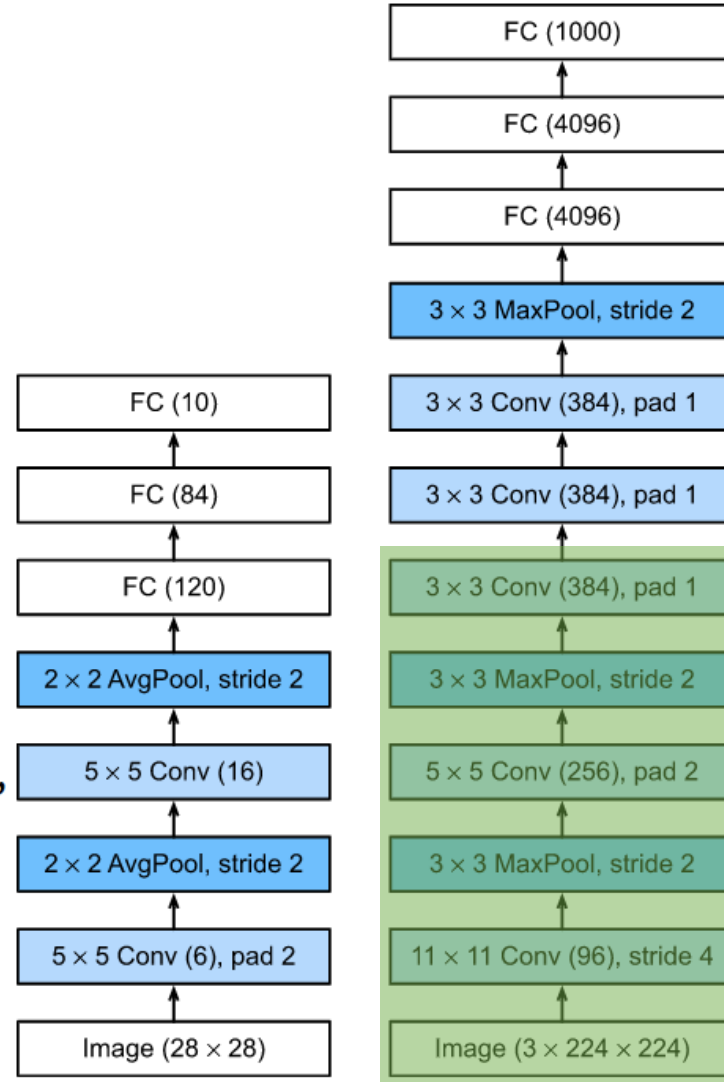 FC (10)
FC (84)
FC (120)
2 × 2 AvgPool, stride 2
5 × 5 Conv (16)
,
2 × 2 AvgPool, stride 2
5 × 5 Conv (6), pad 2
Image (28 × 28)
FC (1000)
FC (4096)
FC (4096)
3 × 3 MaxPool, stride 2
3 × 3 Conv (384), pad 1
3 × 3 Conv (384), pad 1
3 × 3 Conv (384), pad 1
3 × 3 MaxPool, stride 2
5 × 5 Conv (256), pad 2
3 × 3 MaxPool, stride 2
11 × 11 Conv (96), stride 4
Image (3 × 224 × 224)